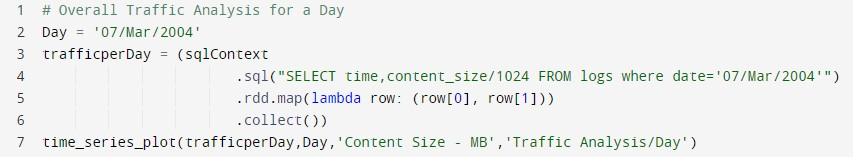 1 # Overall Traffic Analysis for a Day
2 Day = '07/Mar/2004'
3 trafficperDay = (sqlContext
4 .sql("SELECT time,content_size/1024 FROM logs where date='07/Mar/2004'")
5 .rdd.map(lambda row: (row[0], row[1]))
6 .collect())
7 time_series_plot(trafficperDay,Day,'Content Size - MB','Traffic Analysis/Day')